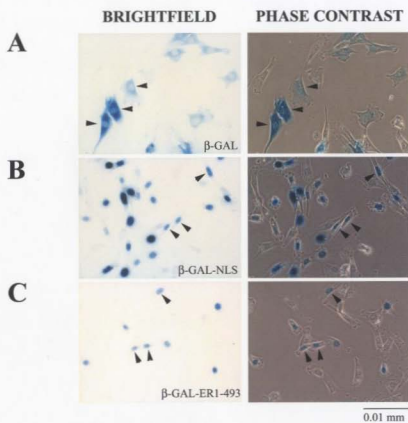 BRIGHTFIELD PHASE CONTRAST
A
β-GAL
B
β-GAL-NLS
C
β-GAL-ER1-493
0.01 mm